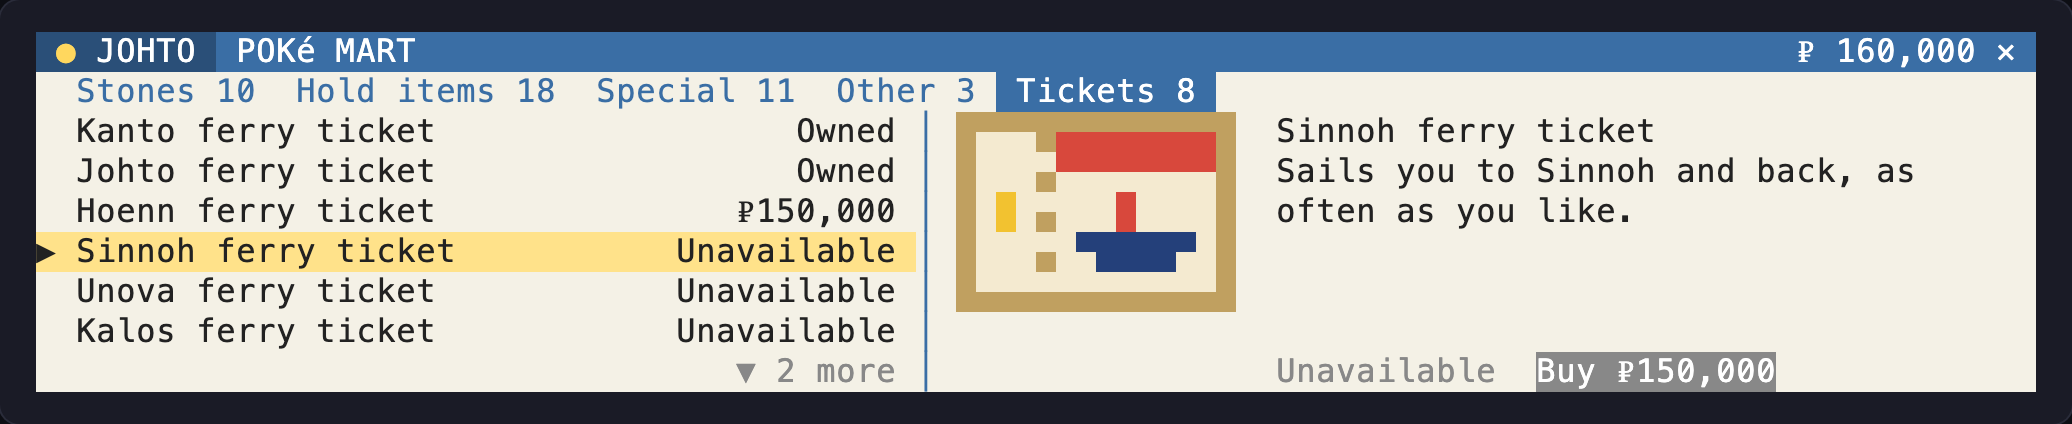 ● JOHTO POKé MART ₽ 160,000 ×
Stones 10 Hold items 18 Special 11 Other 3 Tickets 8
Kanto ferry ticket Owned
Johto ferry ticket Owned
Hoenn ferry ticket ₽150,000
▶ Sinnoh ferry ticket Unavailable
Unova ferry ticket Unavailable
Kalos ferry ticket Unavailable
▼ 2 more
Sinnoh ferry ticket
Sails you to Sinnoh and back, as
often as you like.
Unavailable Buy ₽150,000